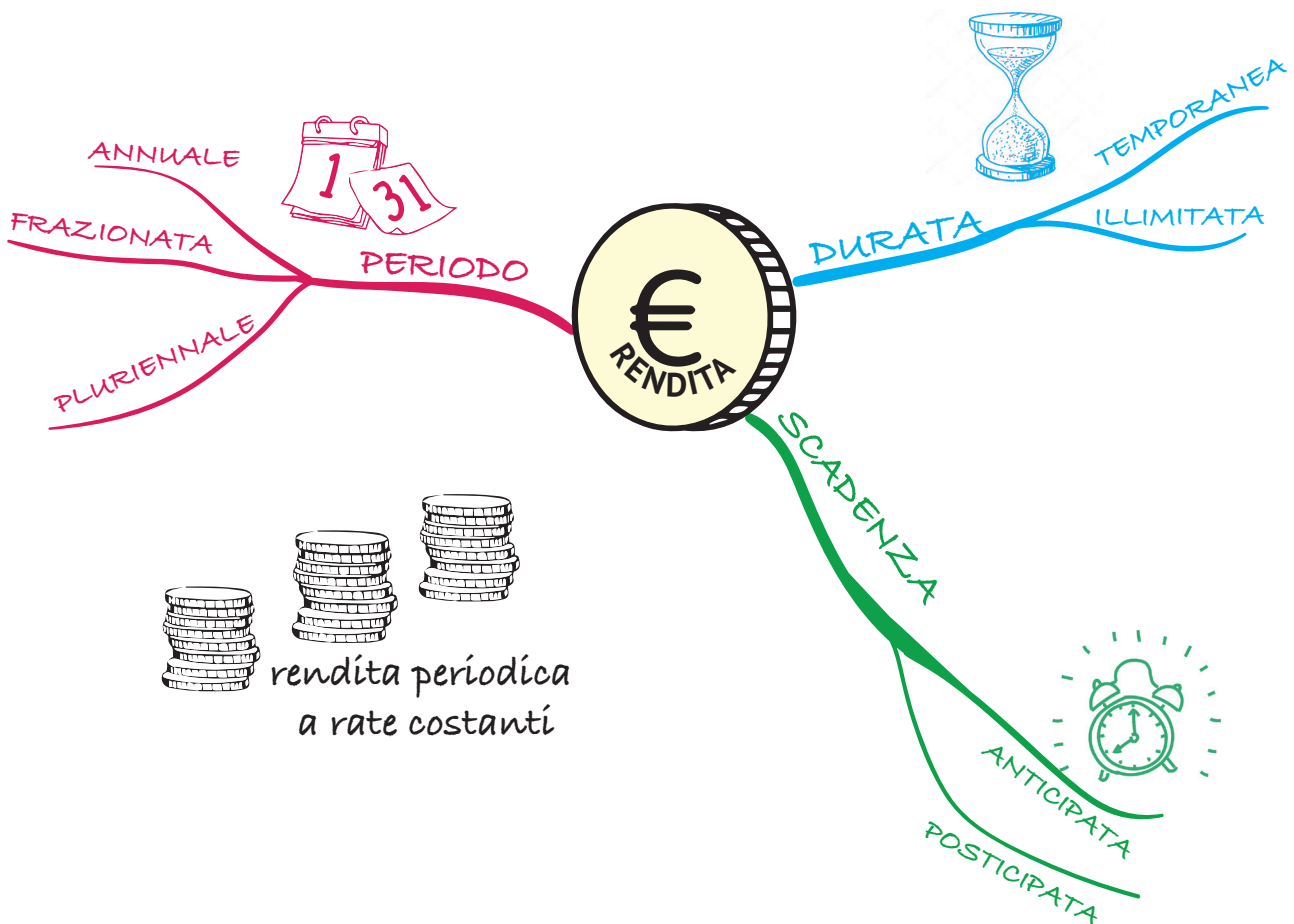 €
RENDITA
PERIODO
ANNUALE
FRAZIONATA
PLURIENNALE
1
31
DURATA
TEMPORANEA
ILLIMITATA
SCADENZA
ANTICIPATA
POSTICIPATA
rendita periodica
a rate costanti